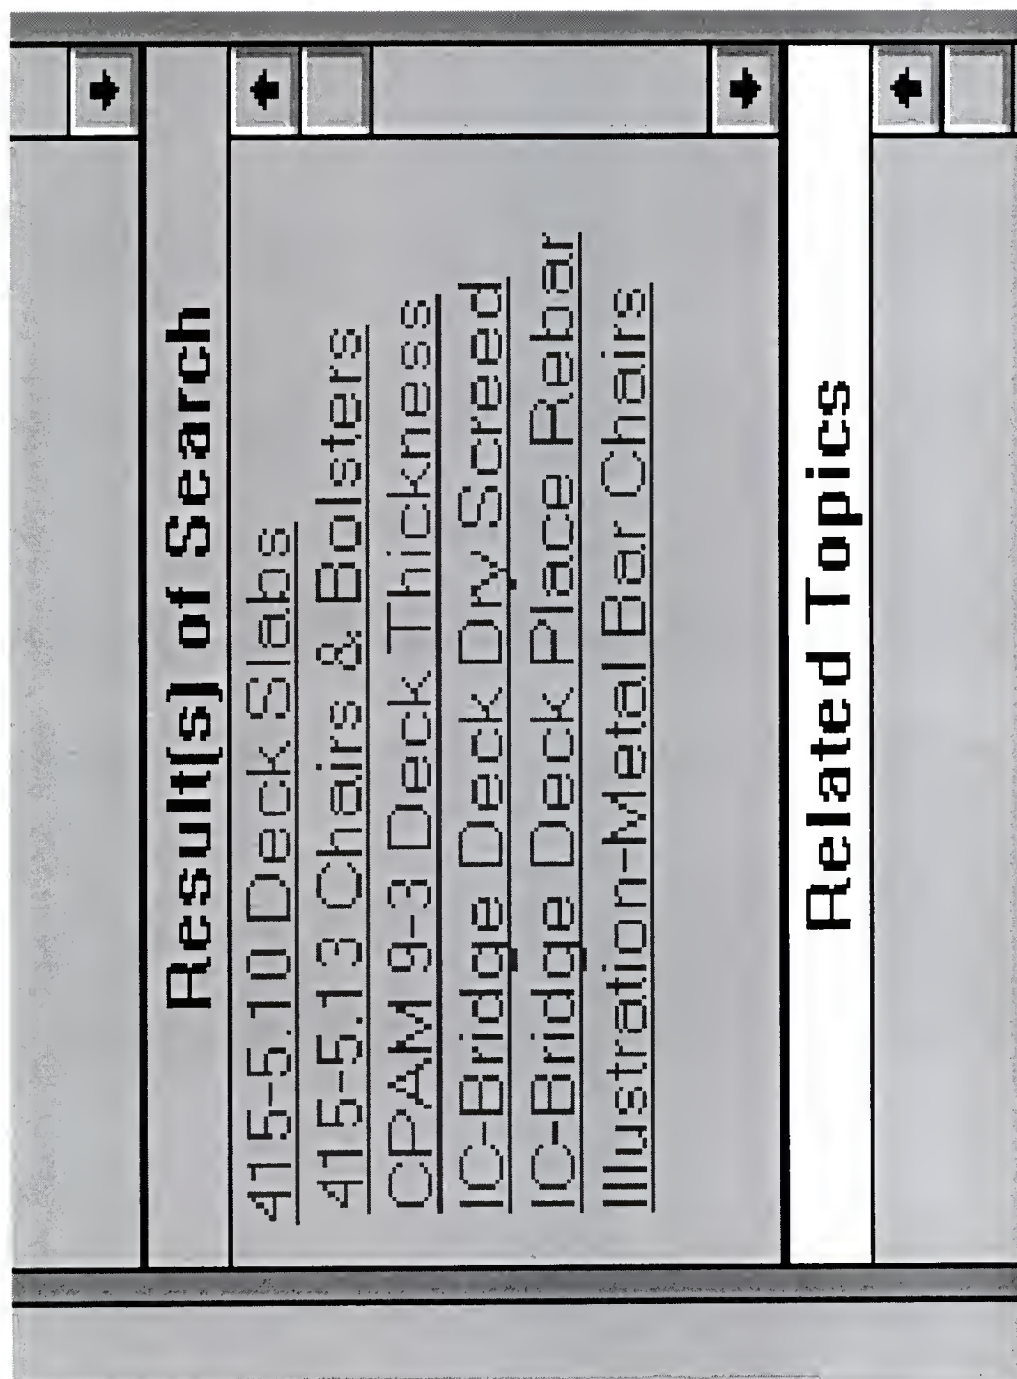 Result(s) of Search
415-5.10 Deck Slabs
415-5.13 Chairs & Bolsters
CPAM 9-3 Deck Thickness
IC-Bridge Deck Dry Screed
IC-Bridge Deck Place Rebar
Illustration-Metal Bar Chairs
Related Topics